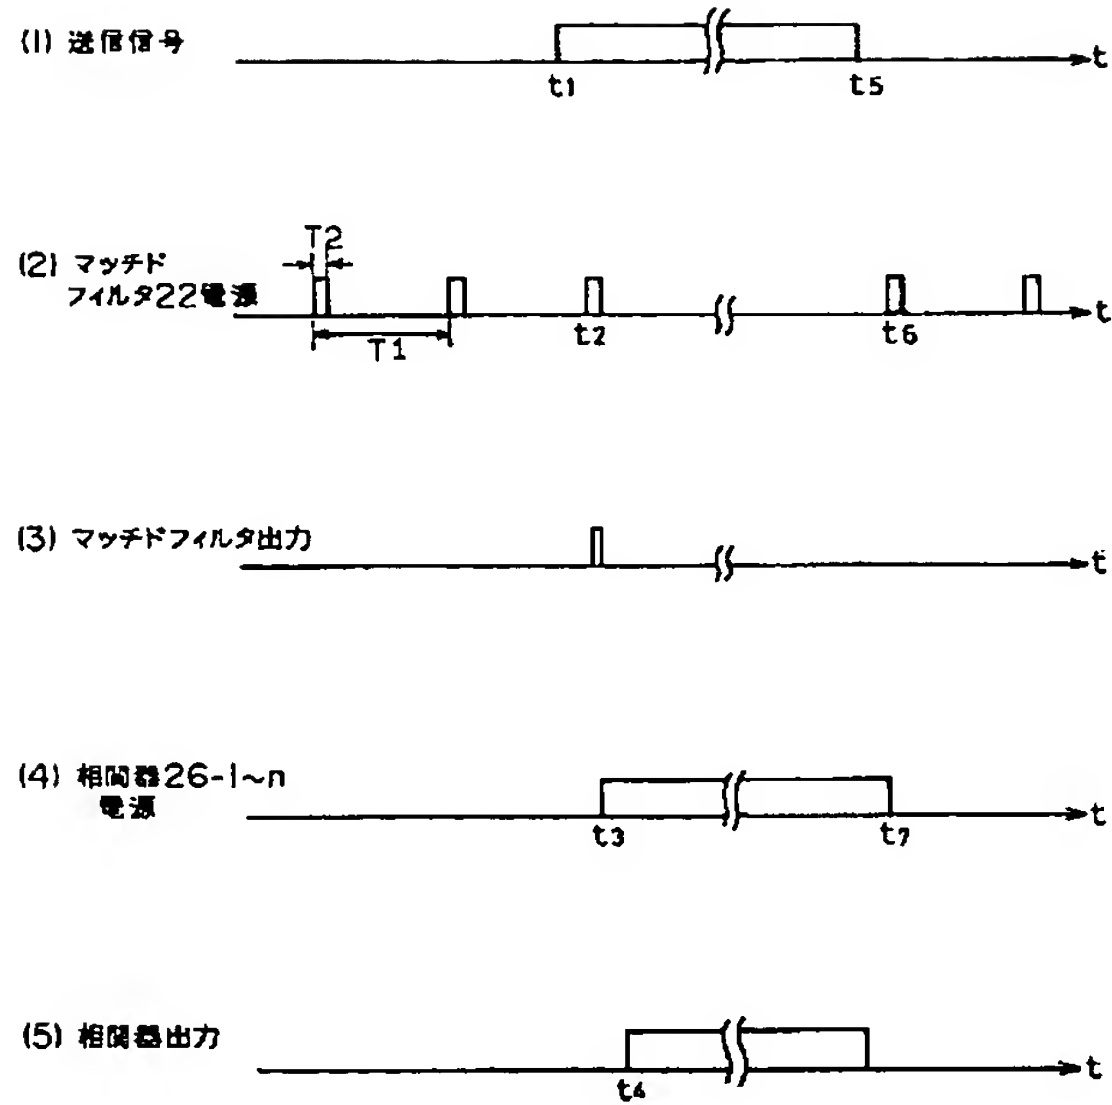 (1) 送信信号
t
t1
t5
T2
(2) マッチド
フィルタ22電源
t
T1
t2
t6
(3) マッチドフィルタ出力
t
(4) 相関器26-1~n
電源
t
t3
t7
(5) 相関器出力
t
t4